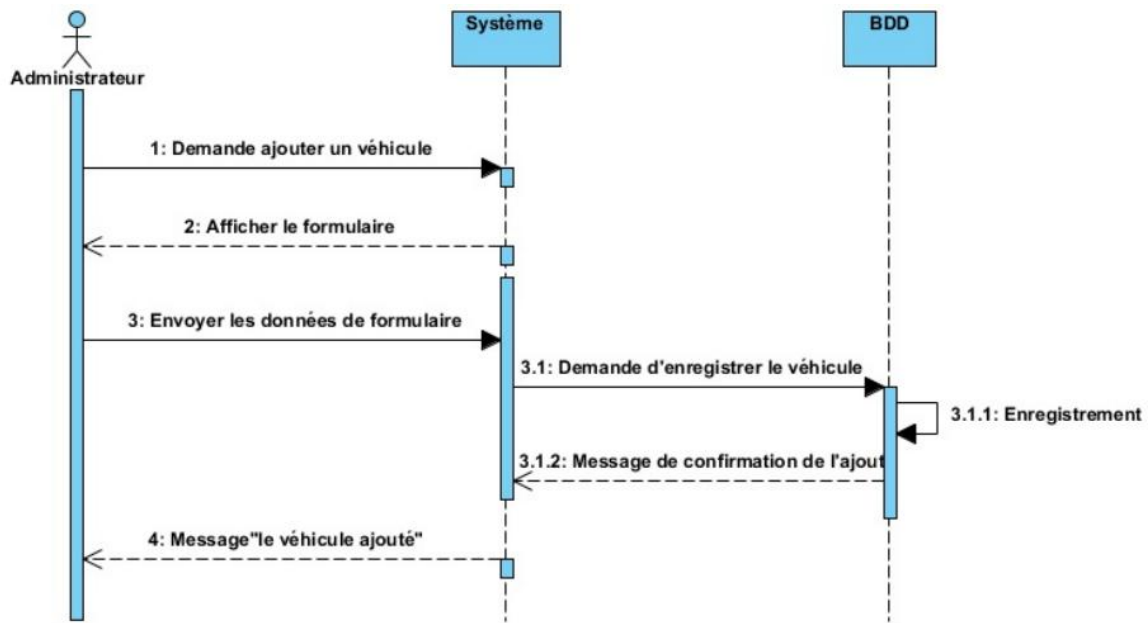 Système
BDD
Administrateur
1: Demande ajouter un véhicule
2: Afficher le formulaire
3: Envoyer les données de formulaire
3.1: Demande d'enregistrer le véhicule
3.1.1: Enregistrement
3.1.2: Message de confirmation de l'ajout
4: Message"le véhicule ajouté"